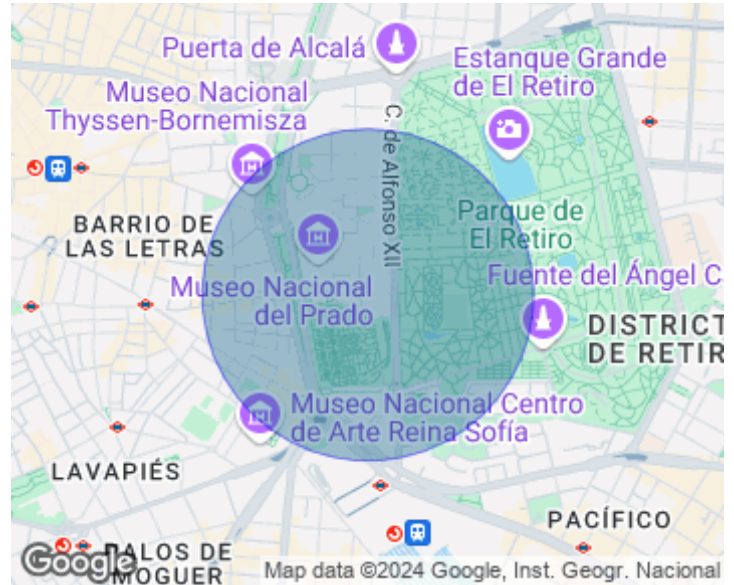 Puerta de Alcalá
Estanque Grande
de El Retiro
Museo Nacional
Thyssen-Bornemisza
C. de Alfonso XII
BARRIO DE
LAS LETRAS
Parque de
El Retiro
Museo Nacional
del Prado
Fuente del Ángel C
DISTRICT
DE RETIR
Museo Nacional Centro
de Arte Reina Sofía
LAVAPIÉS
PACÍFICO
PALOS DE
MOGUER
Google
Map data ©2024 Google, Inst. Geogr. Nacional